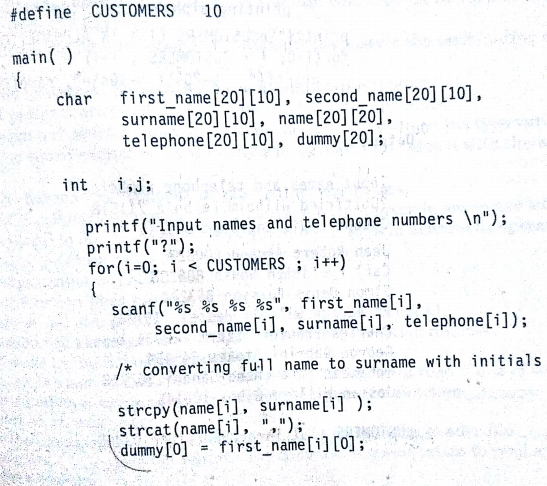 #define CUSTOMERS 10
main( )
{
char first_name[20][10], second_name[20][10],
surname[20][10], name[20][20],
telephone[20][10], dummy[20];
int i,j;
printf("Input names and telephone numbers \n");
printf("?");
for(i=0; i < CUSTOMERS ; i++)
{
scanf("%s %s %s %s", first_name[i],
second_name[i], surname[i], telephone[i]);
/* converting full name to surname with initials
strcpy(name[i], surname[i] );
strcat(name[i], ",");
dummy[0] = first_name[i][0];